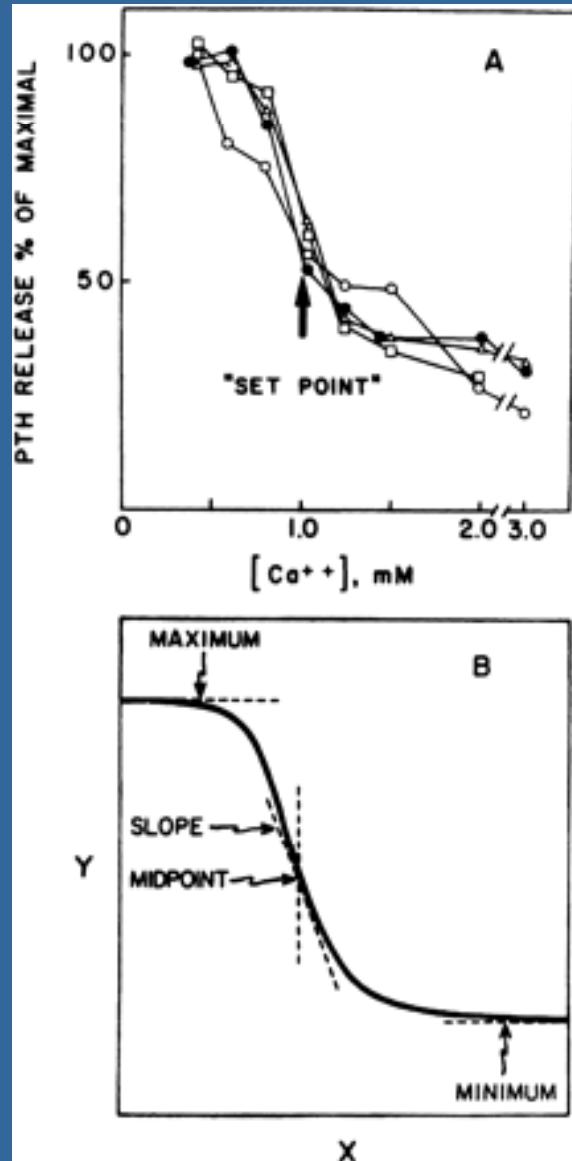 PTH RELEASE % OF MAXIMAL
100
50
0
A
"SET POINT"
1.0
2.0
3.0
[Ca++], mM
B
MAXIMUM
SLOPE
MIDPOINT
MINIMUM
Y
X